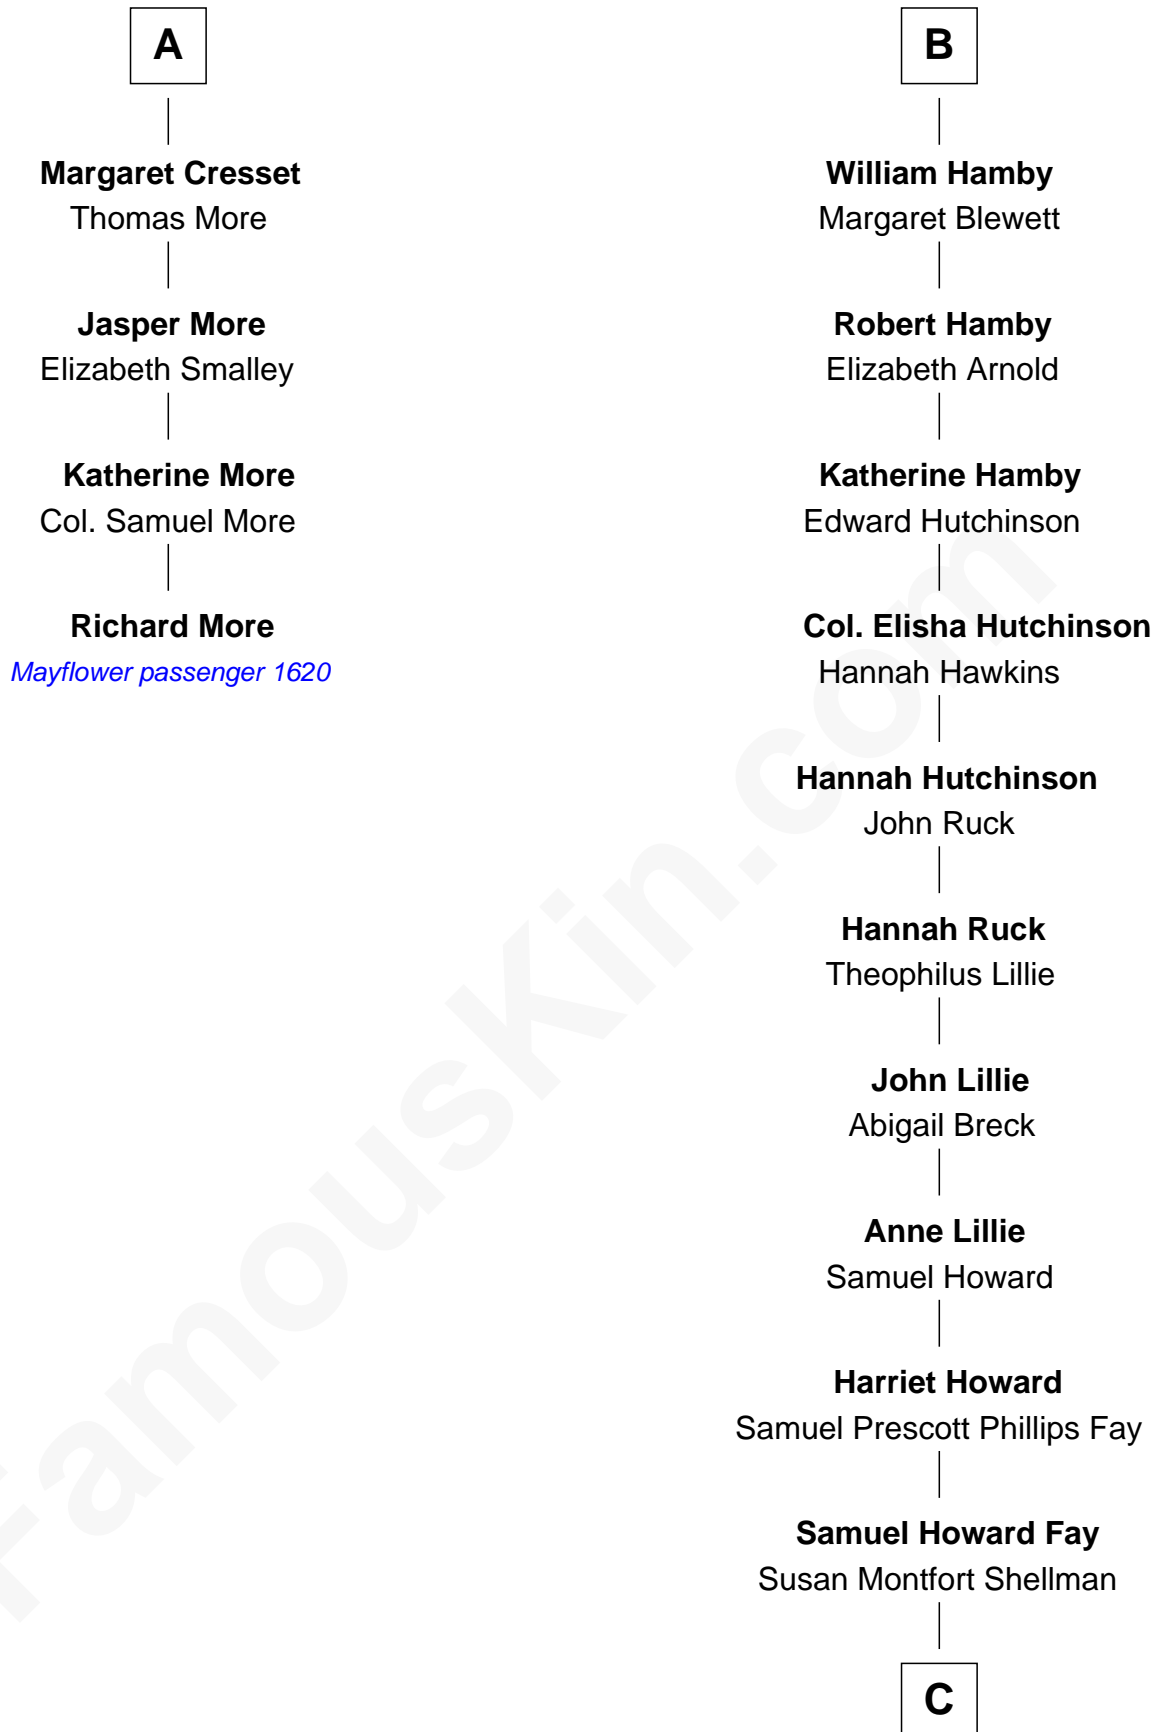 A
Margaret Cresset
Thomas More
Jasper More
Elizabeth Smalley
Katherine More
Col. Samuel More
Richard More
Mayflower passenger 1620
B
William Hamby
Margaret Blewett
Robert Hamby
Elizabeth Arnold
Katherine Hamby
Edward Hutchinson
Col. Elisha Hutchinson
Hannah Hawkins
Hannah Hutchinson
John Ruck
Hannah Ruck
Theophilus Lillie
John Lillie
Abigail Breck
Anne Lillie
Samuel Howard
Harriet Howard
Samuel Prescott Phillips Fay
Samuel Howard Fay
Susan Montfort Shellman
C
FamousKin.com